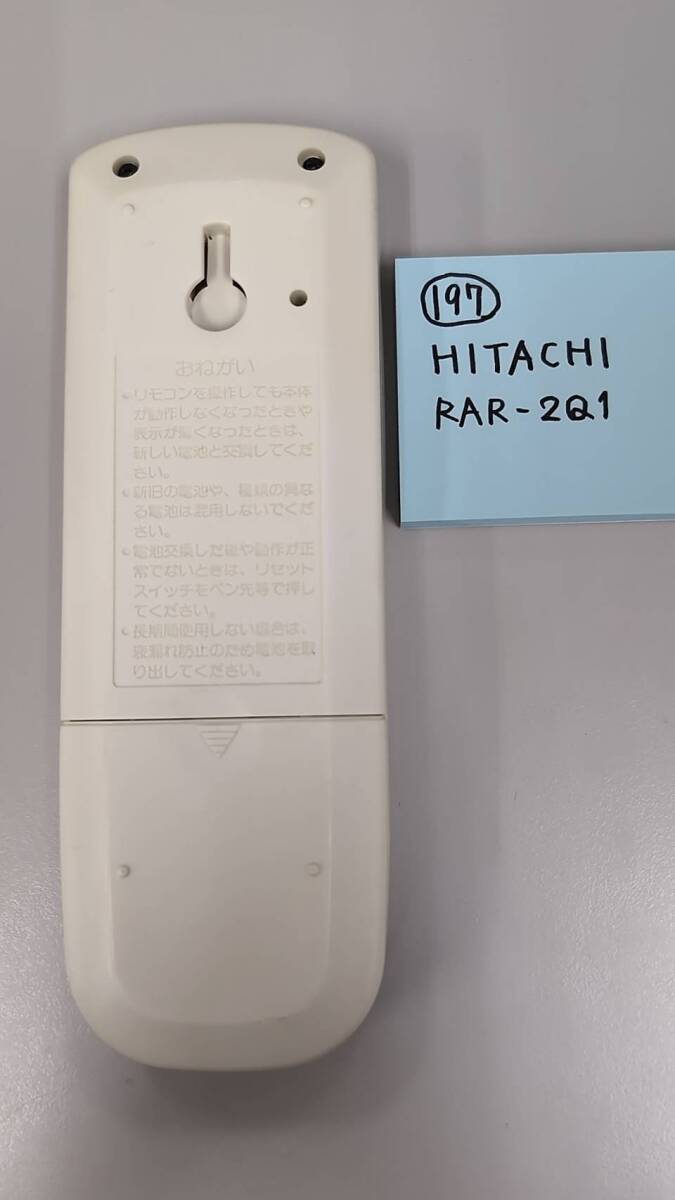 おねがい
●リモコンを操作しても本体
が動作しなくなったときや
表示が薄くなったときは、
新しい電池と交換してくだ
さい。
●新旧の電池や、種類の異な
る電池は混用しないでくだ
さい。
●電池交換した後や動作が正
常でないときは、リセット
スイッチをペン先等で押し
てください。
●長期間使用しない場合は、
液漏れ防止のため電池を取
り出してください。
197
HITACHI
RAR-2Q1